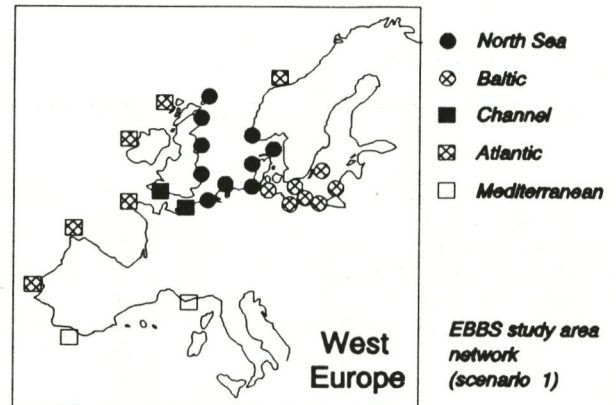 North Sea
Baltic
Channel
Atlantic
Mediterranean
West
Europe
EBBS study area
network
(scenario 1)